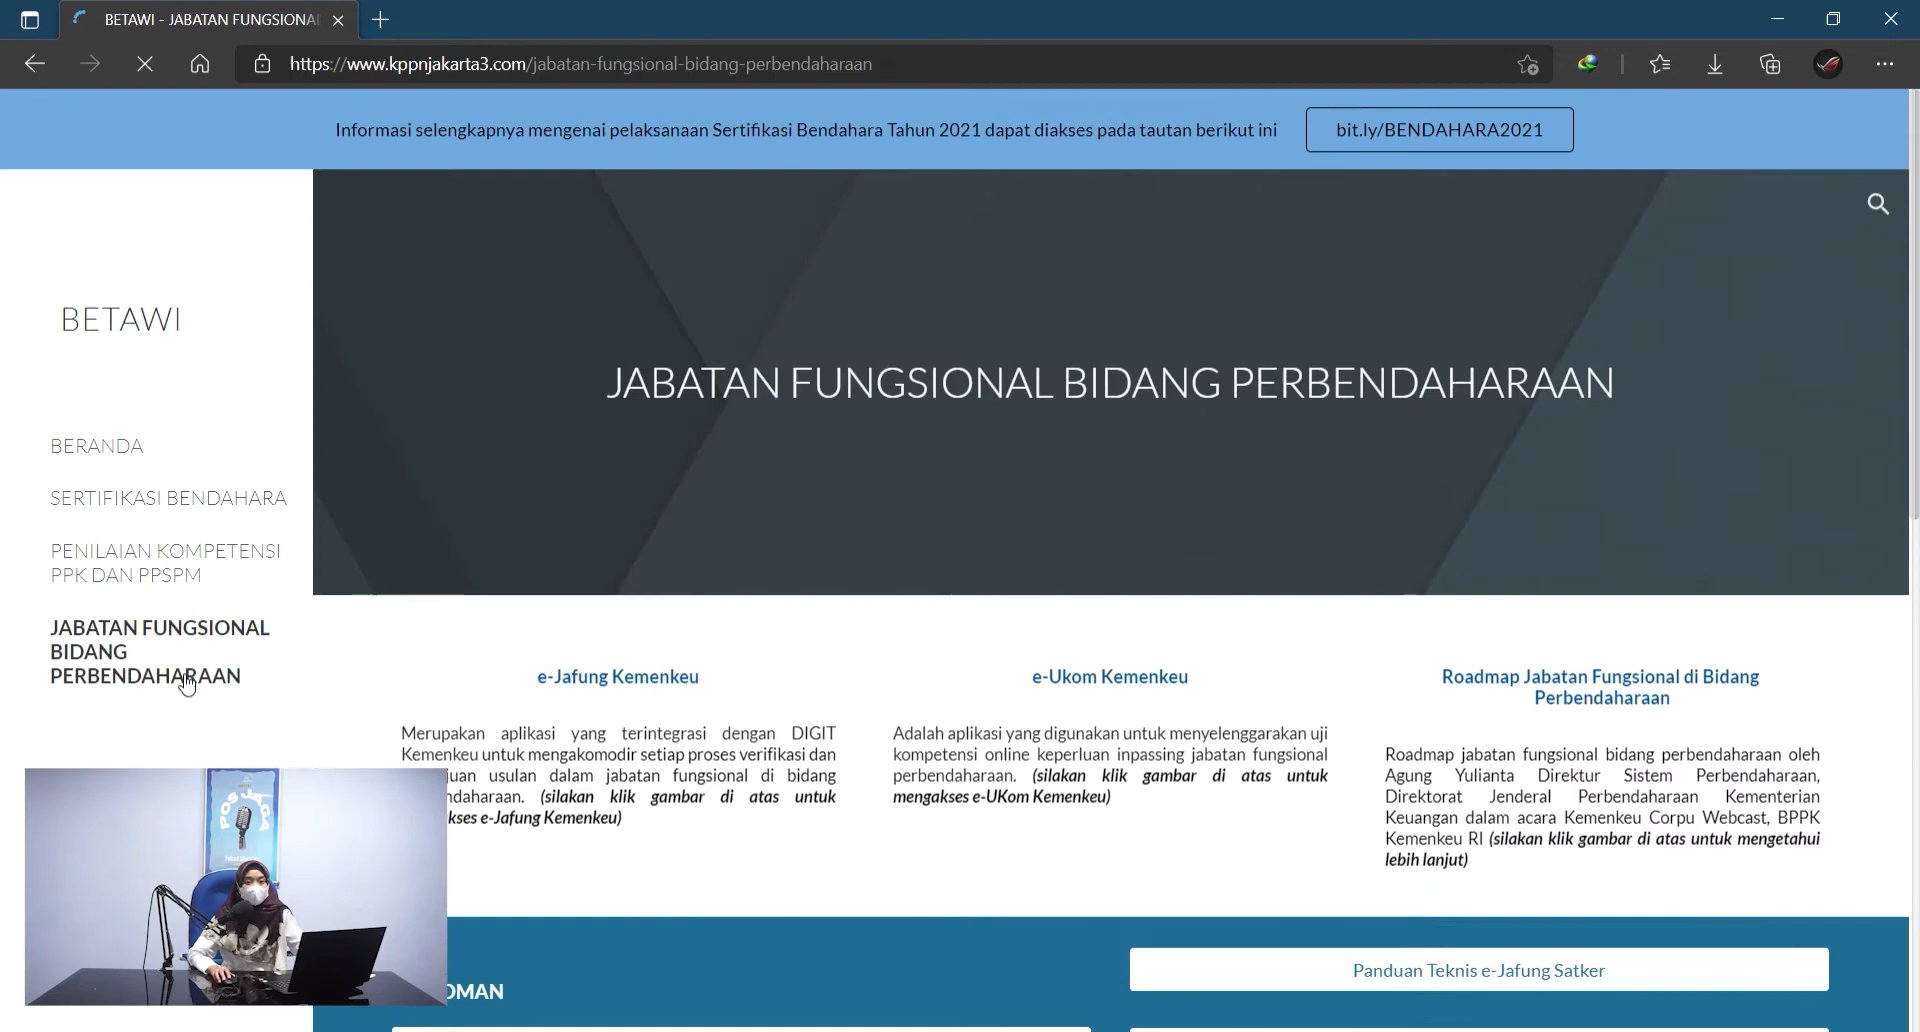 BETAWI - JABATAN FUNGSIONAL
https://www.kppnjakarta3.com/jabatan-fungsional-bidang-perbendaharaan
Informasi selengkapnya mengenai pelaksanaan Sertifikasi Bendahara Tahun 2021 dapat diakses pada tautan berikut ini
bit.ly/BENDAHARA2021
BETAWI
BERANDA
SERTIFIKASI BENDAHARA
PENILAIAN KOMPETENSI
PPK DAN PPSPM
JABATAN FUNGSIONAL
BIDANG
PERBENDAHARAAN
JABATAN FUNGSIONAL BIDANG PERBENDAHARAAN
e-Jafung Kemenkeu
Merupakan aplikasi yang terintegrasi dengan DIGIT
Kemenkeu untuk mengakomodir setiap proses verifikasi dan
juan usulan dalam jabatan fungsional di bidang
ndaharaan. (silakan klik gambar di atas untuk
kses e-Jafung Kemenkeu)
e-Ukom Kemenkeu
Adalah aplikasi yang digunakan untuk menyelenggarakan uji
kompetensi online keperluan inpassing jabatan fungsional
perbendaharaan. (silakan klik gambar di atas untuk
mengakses e-UKom Kemenkeu)
Roadmap Jabatan Fungsional di Bidang
Perbendaharaan
Roadmap jabatan fungsional bidang perbendaharaan oleh
Agung Yulianta Direktur Sistem Perbendaharaan,
Direktorat Jenderal Perbendaharaan Kementerian
Keuangan dalam acara Kemenkeu Corpu Webcast, BPPK
Kemenkeu RI (silakan klik gambar di atas untuk mengetahui
lebih lanjut)
POS JAGA
OMAN
Panduan Teknis e-Jafung Satker